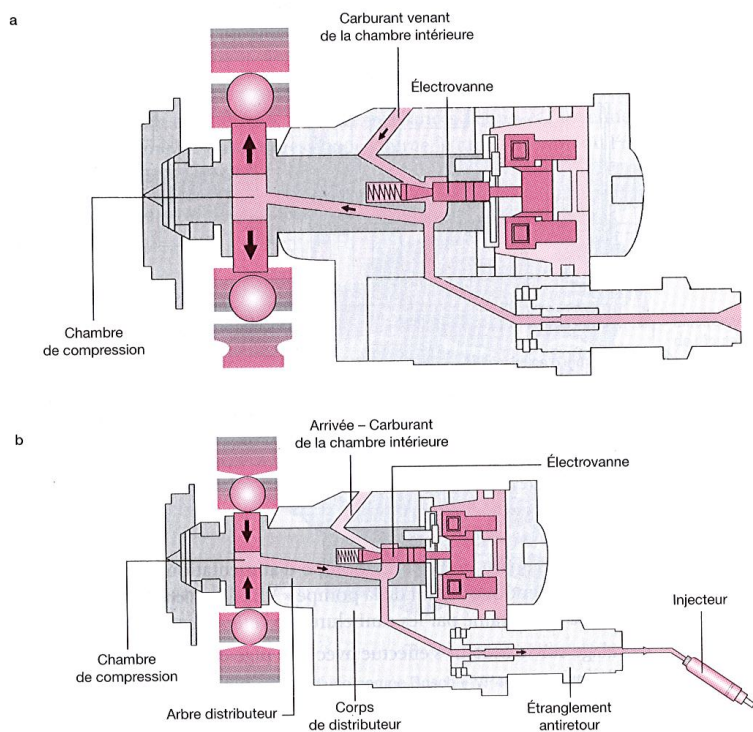 a
Carburant venant
de la chambre intérieure
Électrovanne
Chambre
de compression
b
Arrivée – Carburant
de la chambre intérieure
Électrovanne
Injecteur
Chambre
de compression
Arbre distributeur
Corps
de distributeur
Étranglement
antiretour